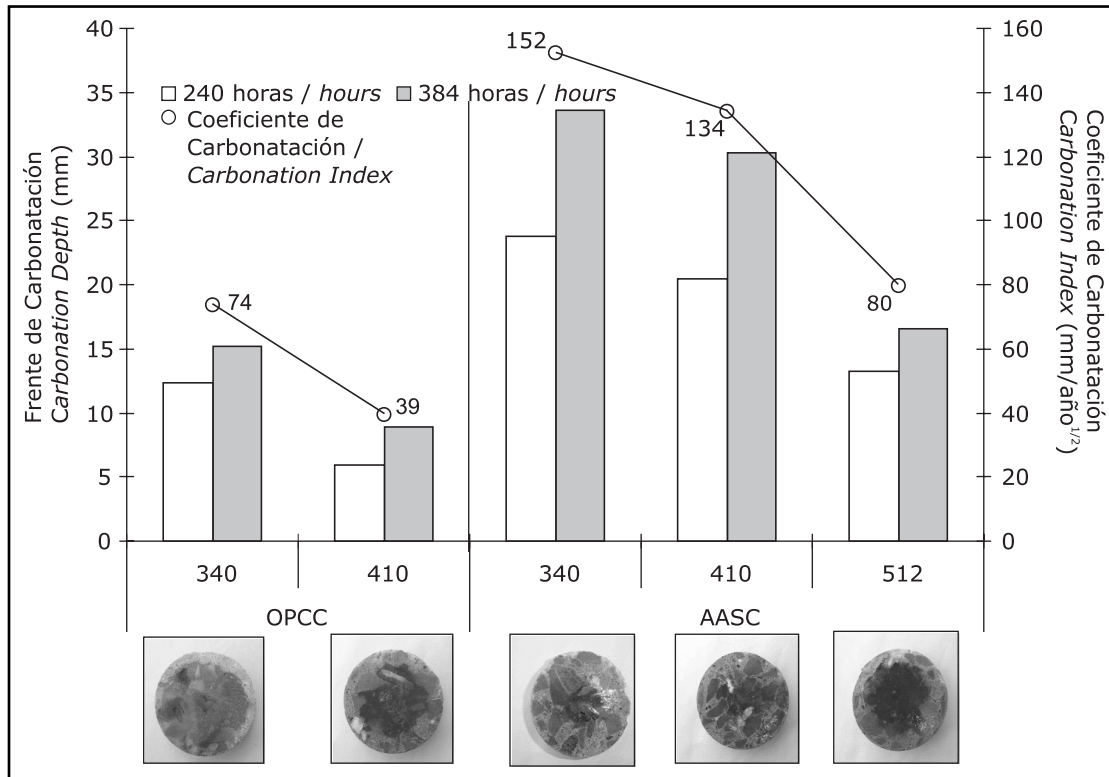 40
35
30
25
20
15
10
5
0
Frente de Carbonatación
Carbonation Depth (mm)
240 horas / hours
384 horas / hours
Coeficiente de
Carbonatación /
Carbonation Index
74
39
152
134
80
160
140
120
100
80
60
40
20
0
Coeficiente de Carbonatación
Carbonation Index (mm/año1/2)
340
410
340
410
512
OPCC
AASC